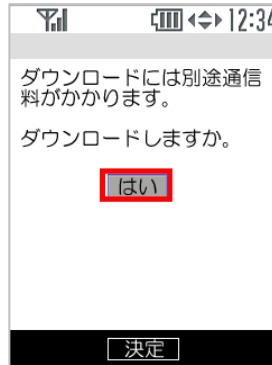 12:34
ダウンロードには別途通信
料がかかります。
ダウンロードしますか。
はい
決定